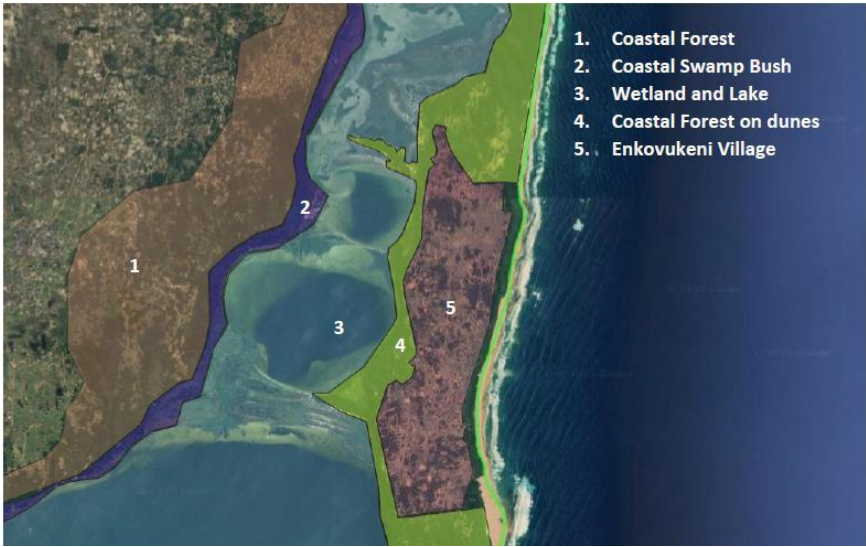 1. Coastal Forest
2. Coastal Swamp Bush
3. Wetland and Lake
4. Coastal Forest on dunes
5. Enkovukeni Village
2
1
3
5
4